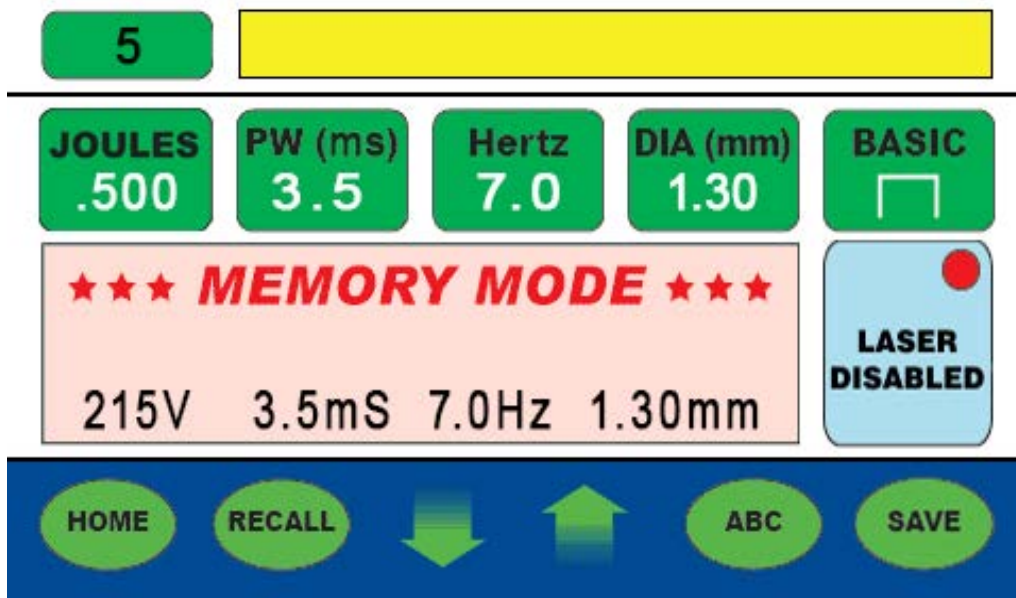 5
JOULES PW (ms) Hertz DIA (mm) BASIC
.500 3.5 7.0 1.30
★★★ MEMORY MODE ★★★
LASER
DISABLED
215V 3.5mS 7.0Hz 1.30mm
HOME RECALL ABC SAVE